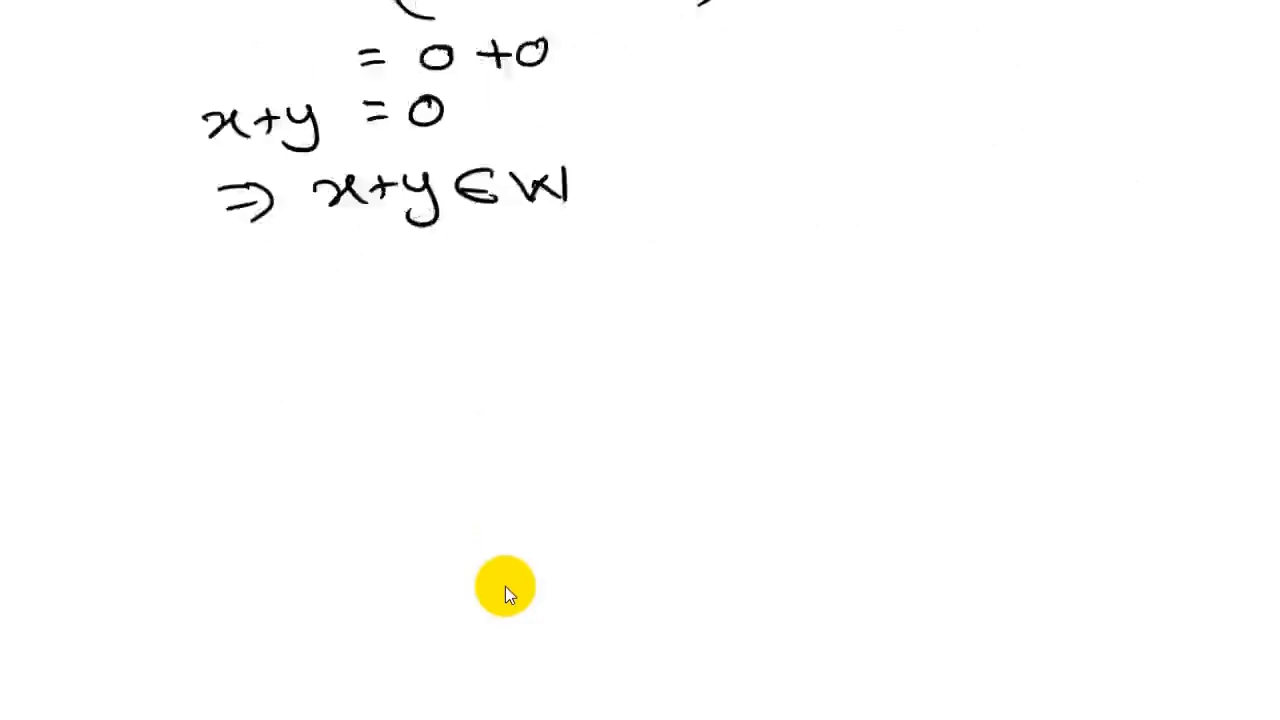 = 0 + 0
x+y = 0
⇒ x+y ∈ W